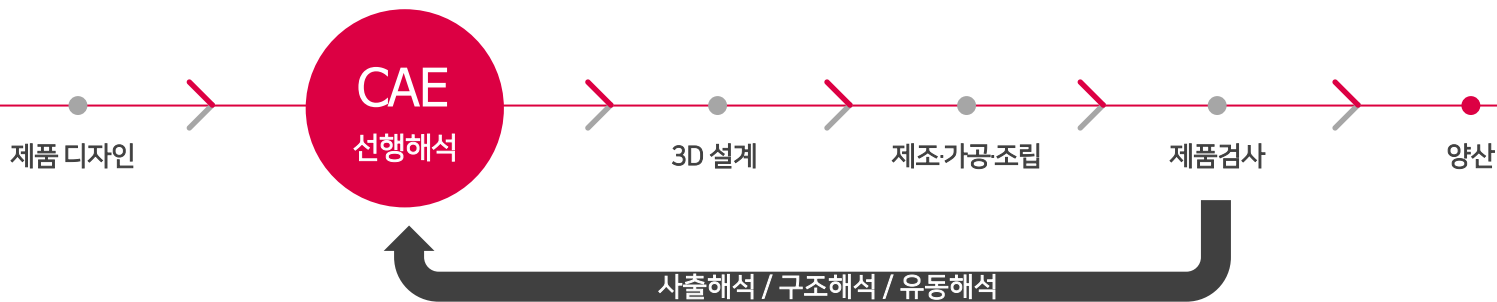 CAE
선행해석
제품 디자인
3D 설계
제조·가공·조립
제품검사
양산
사출해석 / 구조해석 / 유동해석